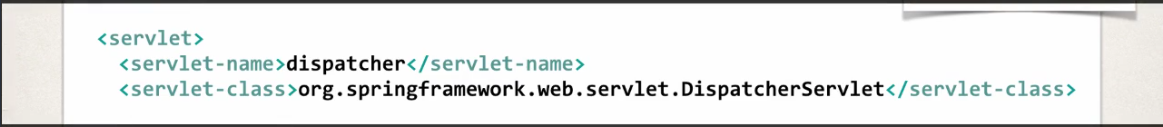 <servlet>
<servlet-name>dispatcher</servlet-name>
<servlet-class>org.springframework.web.servlet.DispatcherServlet</servlet-class>